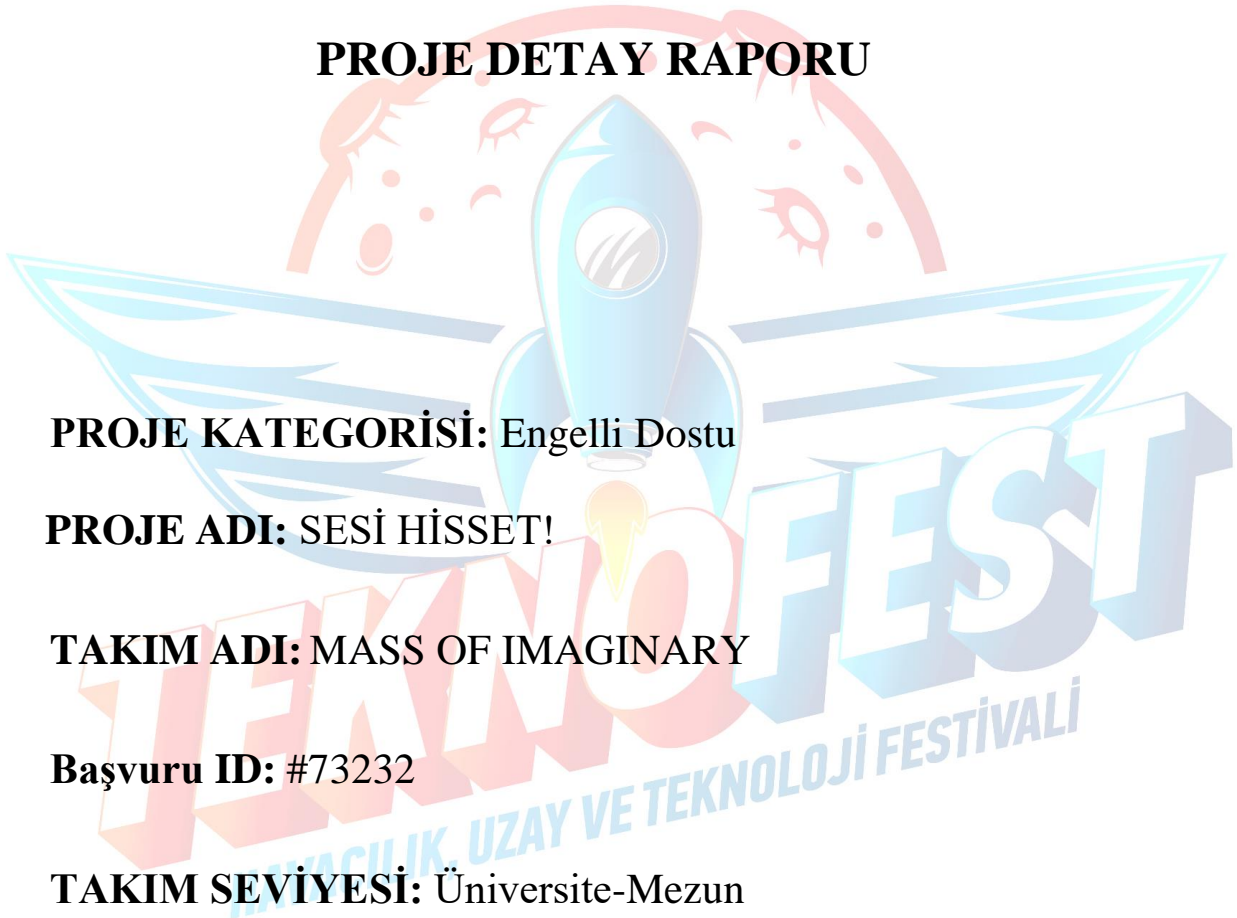 PROJE DETAY RAPORU
PROJE KATEGORİSİ: Engelli Dostu
PROJE ADI: SESİ HİSSET!
TAKIM ADI: MASS OF IMAGINARY
Başvuru ID: #73232
TAKIM SEVİYESİ: Üniversite-Mezun
TEKNOFEST
HAVACILIK, UZAY VE TEKNOLOJİ FESTİVALİ